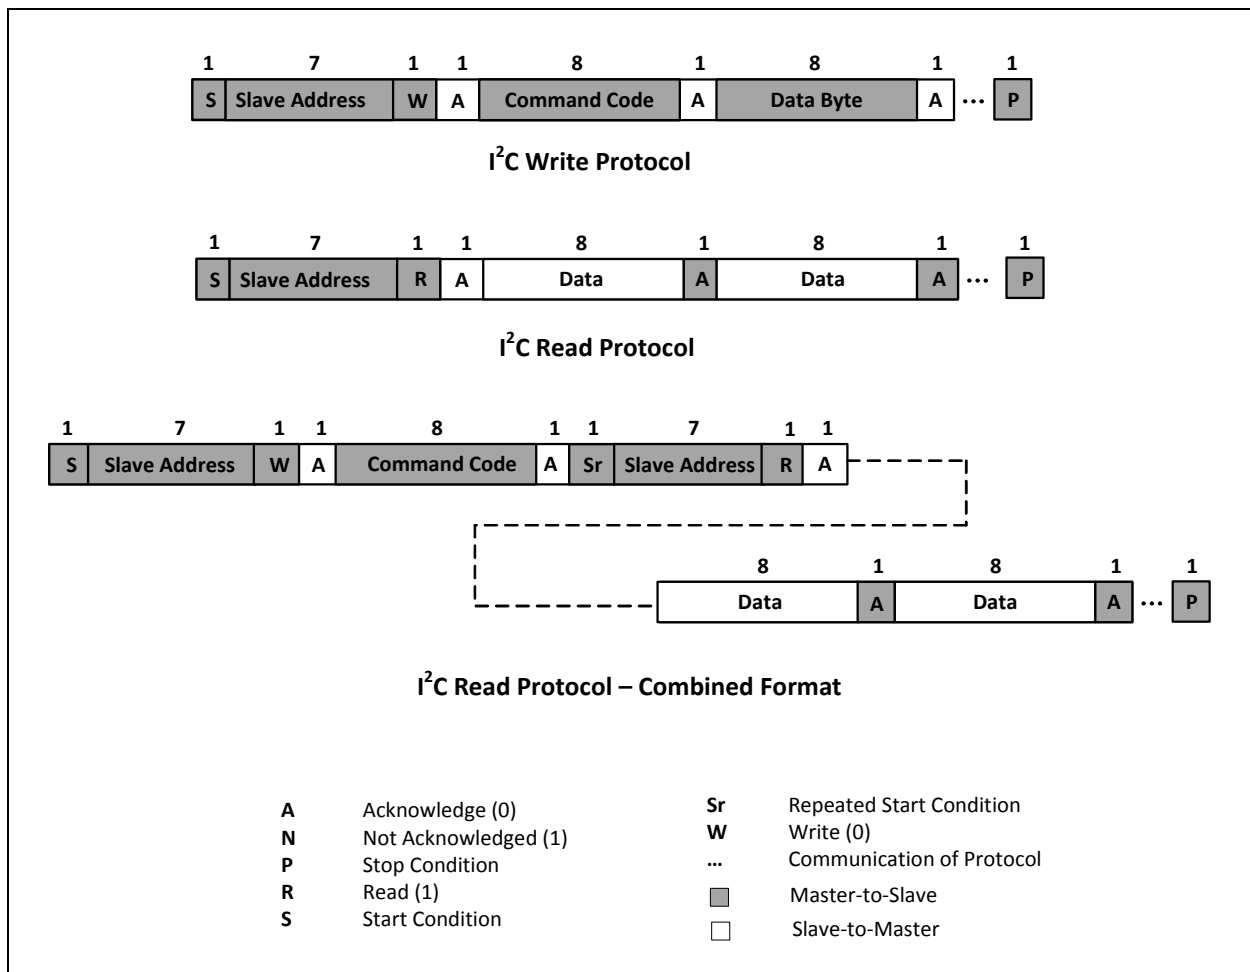 1 7 1 1 8 1 8 1 1
S Slave Address W A Command Code A Data Byte A ... P
I²C Write Protocol
1 7 1 1 8 1 8 1 1
S Slave Address R A Data A Data A ... P
I²C Read Protocol
1 7 1 1 8 1 1 7 1 1
S Slave Address W A Command Code A Sr Slave Address R A
8 1 8 1 1
Data A Data A ... P
I²C Read Protocol – Combined Format
A Acknowledge (0)
N Not Acknowledged (1)
P Stop Condition
R Read (1)
S Start Condition
Sr Repeated Start Condition
W Write (0)
... Communication of Protocol
Master-to-Slave
Slave-to-Master